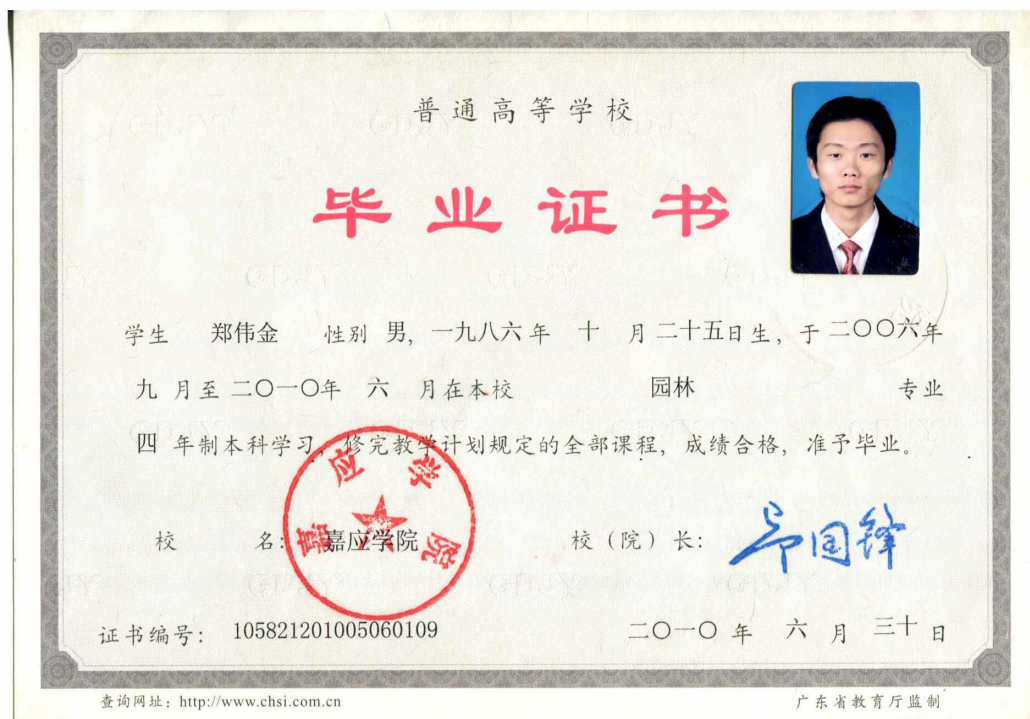 普通高等学校
毕业证书
学生 郑伟金 性别 男, 一九八六年 十 月二十五日生, 于二〇〇六年
九 月至二〇一〇年 六 月在本校 园林 专业
四 年制本科学习, 修完教学计划规定的全部课程, 成绩合格, 准予毕业。
嘉应学院
校 名: 嘉应学院 校(院)长:
证书编号: 105821201005060109 二〇一〇年 六 月 三十 日
查询网址: http://www.chsi.com.cn 广东省教育厅监制